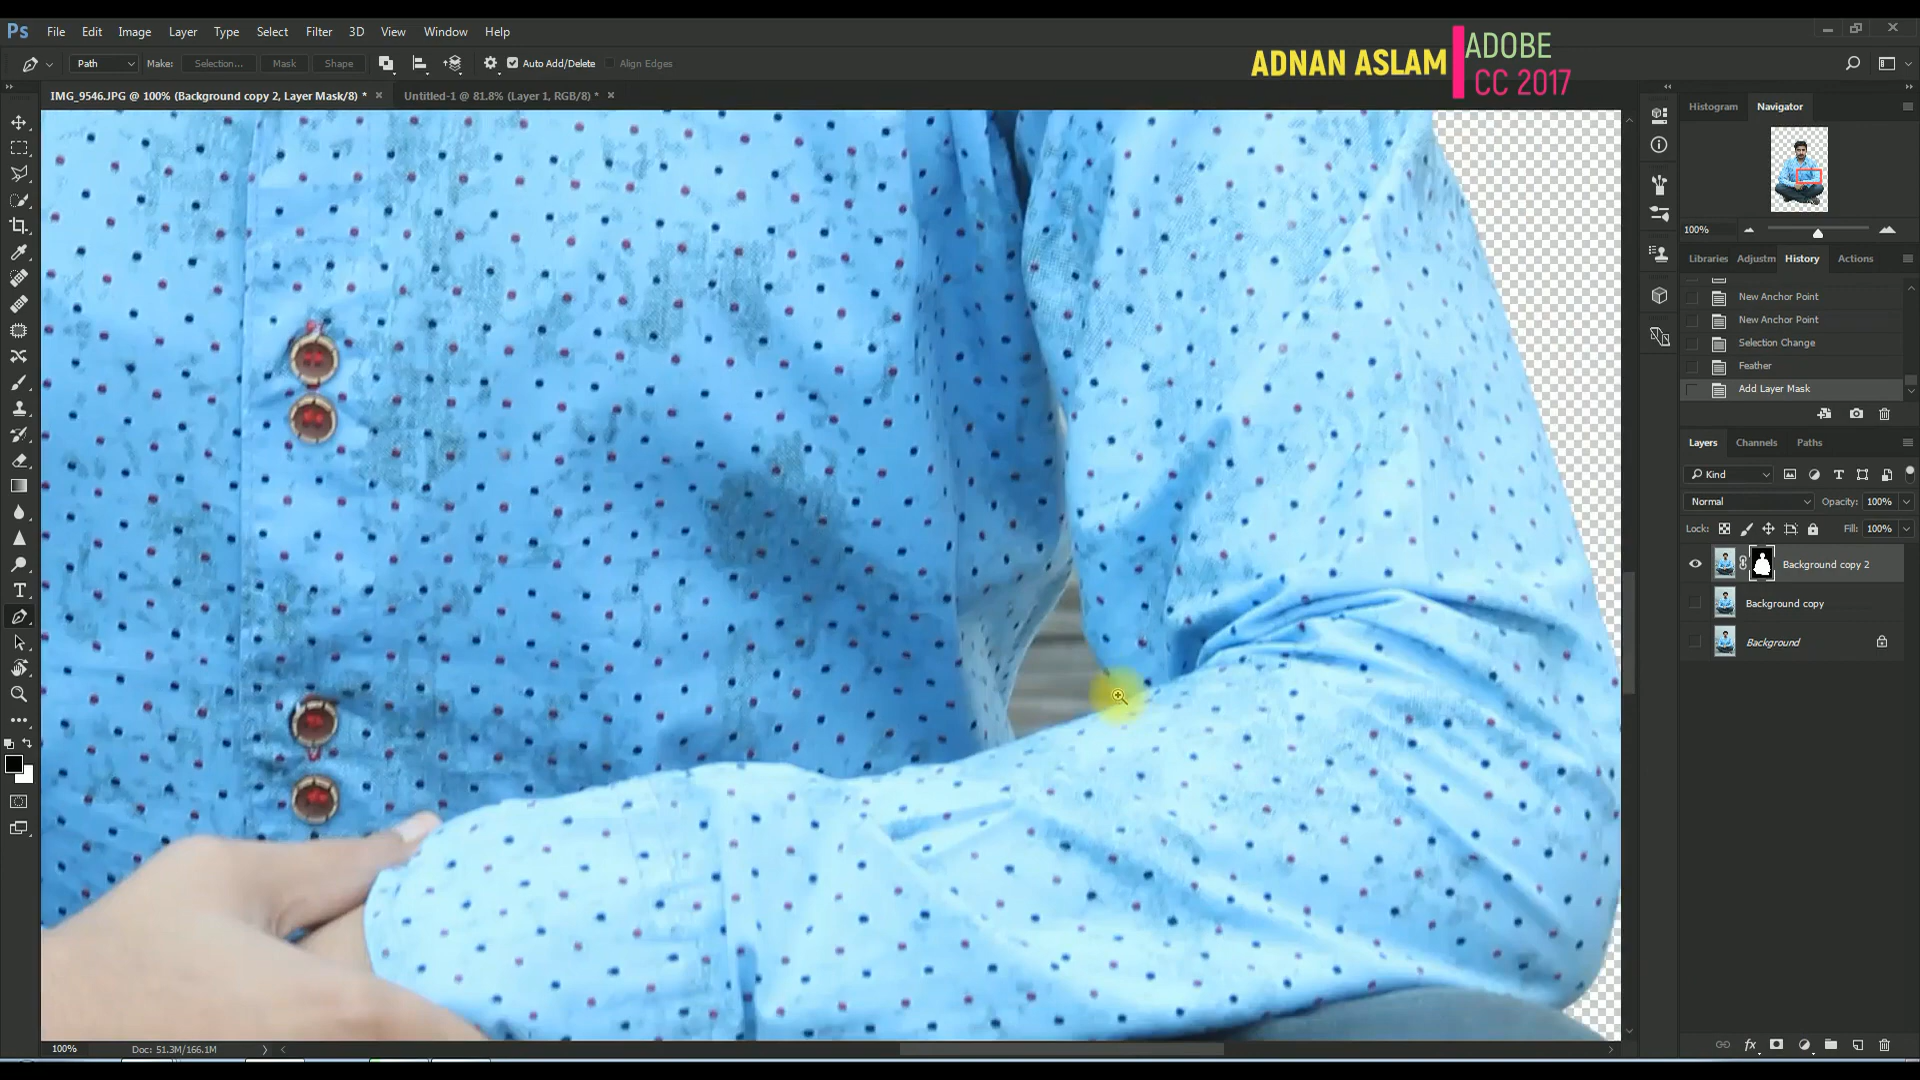 Ps File Edit Image Layer Type Select Filter 3D View Window Help
Path Make: Selection... Mask Shape Auto Add/Delete Align Edges
ADNAN ASLAM
ADOBE
CC 2017
IMG_9546.JPG @ 100% (Background copy 2, Layer Mask/8) *
Untitled-1 @ 81.8% (Layer 1, RGB/8) *
Histogram Navigator
100%
Libraries Adjustm History Actions
New Anchor Point
New Anchor Point
Selection Change
Feather
Add Layer Mask
Layers Channels Paths
Kind
Normal Opacity: 100%
Lock: Fill: 100%
Background copy 2
Background copy
Background
100% Doc: 51.3M/166.1M